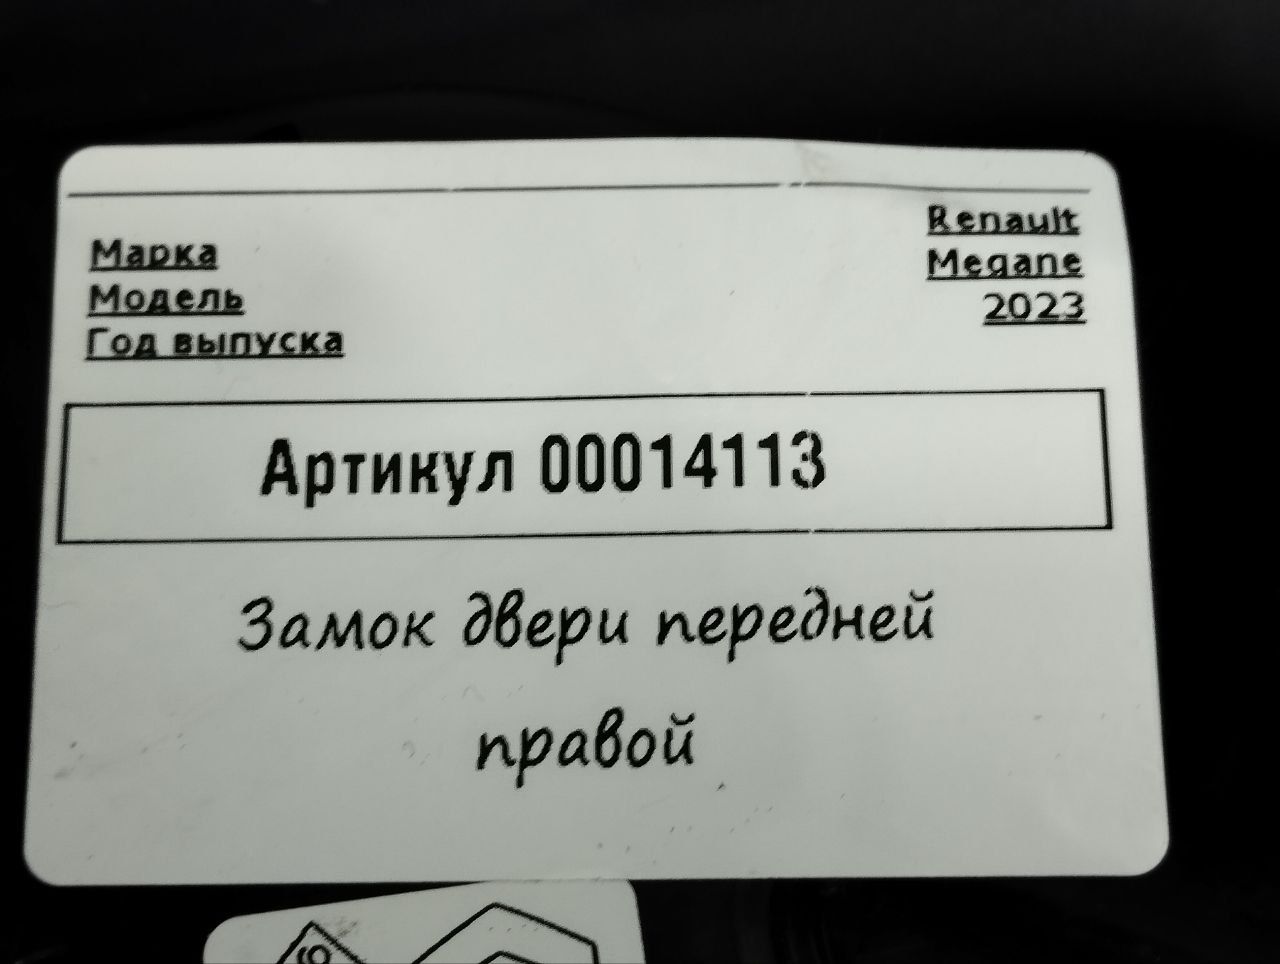 Марка Renault
Модель Megane
Год выпуска 2023
Артикул 00014113
Замок двери передней
правой